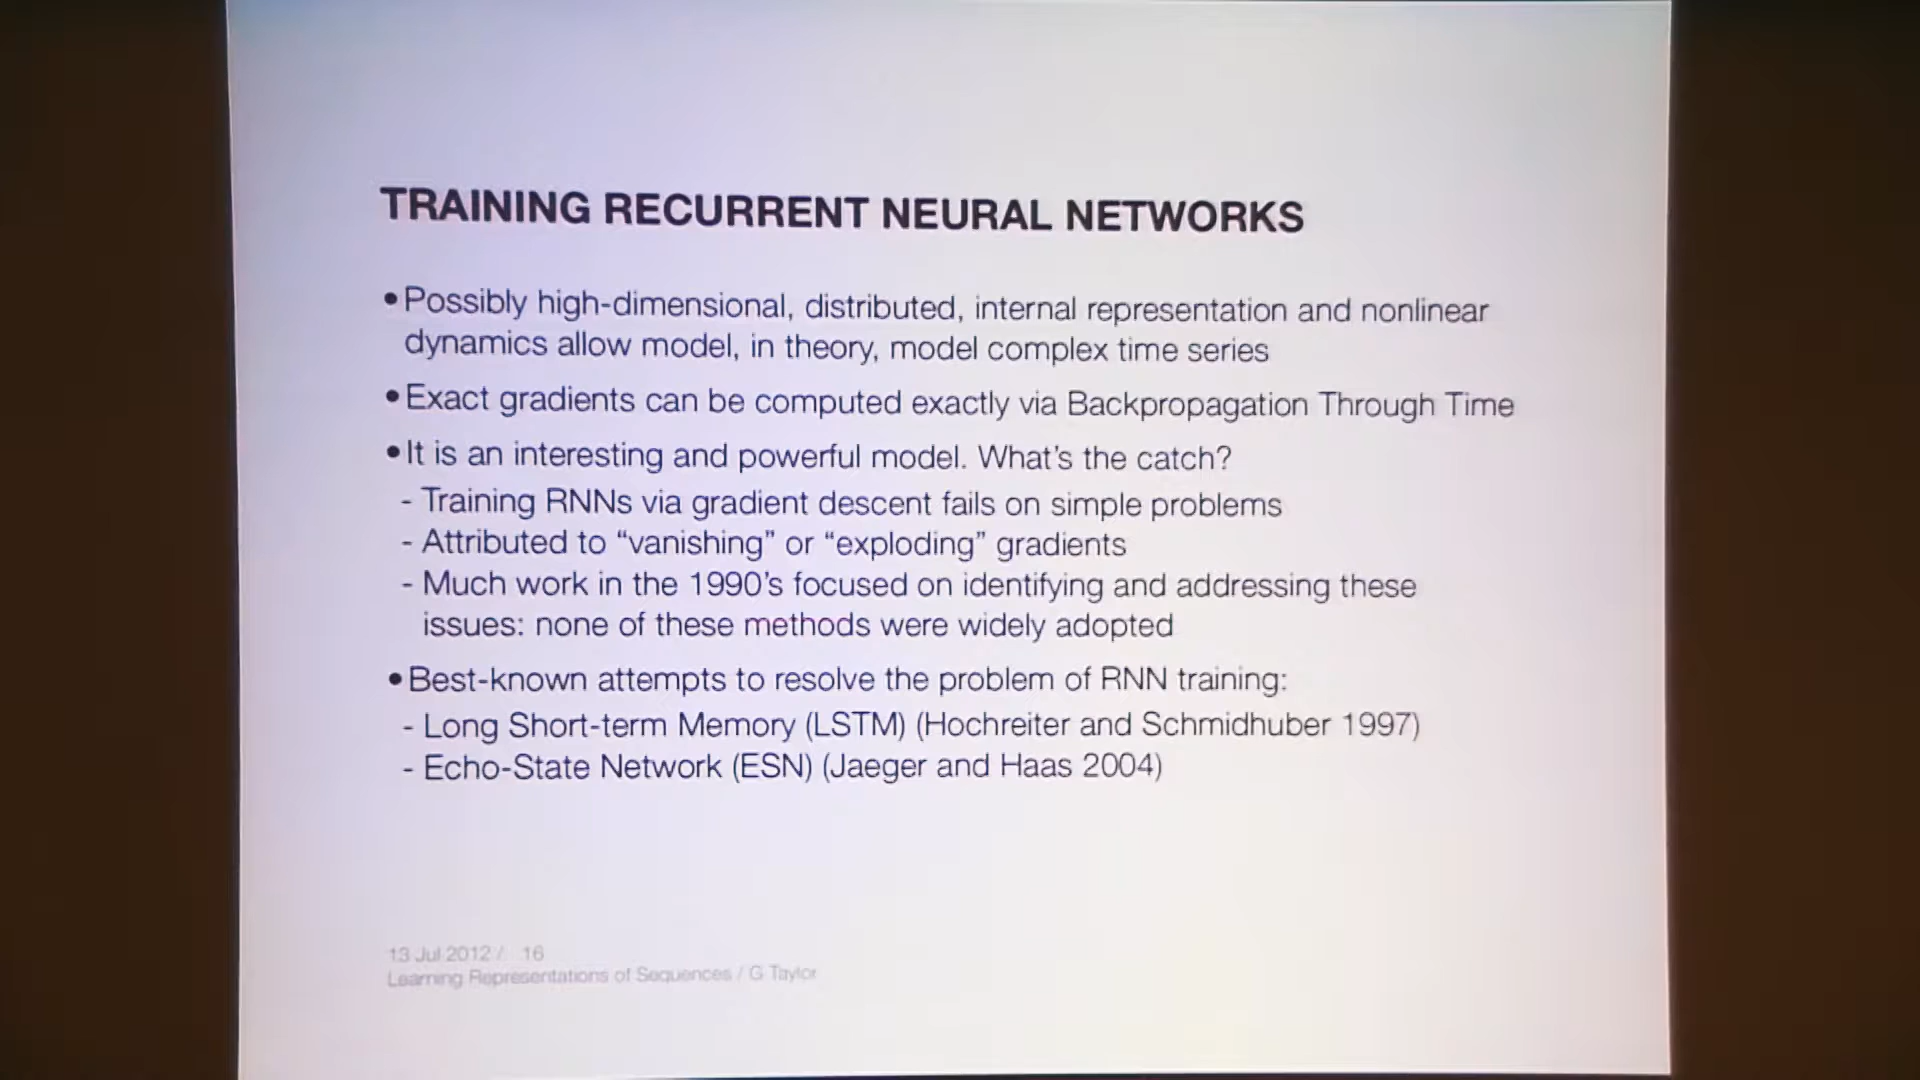 TRAINING RECURRENT NEURAL NETWORKS
•Possibly high-dimensional, distributed, internal representation and nonlinear
dynamics allow model, in theory, model complex time series
•Exact gradients can be computed exactly via Backpropagation Through Time
•It is an interesting and powerful model. What's the catch?
- Training RNNs via gradient descent fails on simple problems
- Attributed to “vanishing” or “exploding” gradients
- Much work in the 1990's focused on identifying and addressing these
issues: none of these methods were widely adopted
•Best-known attempts to resolve the problem of RNN training:
- Long Short-term Memory (LSTM) (Hochreiter and Schmidhuber 1997)
- Echo-State Network (ESN) (Jaeger and Haas 2004)
13 Jul 2012 / 16
Learning Representations of Sequences / G Taylor